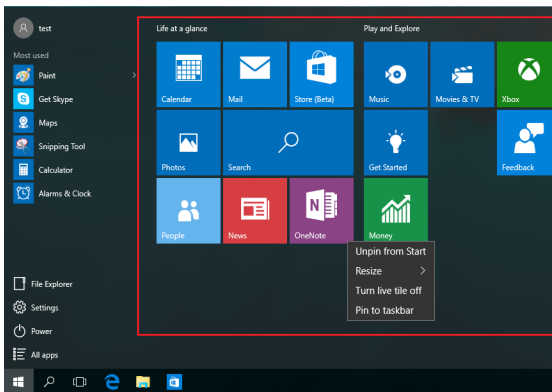 test
Most used
Paint
Get Skype
Maps
Snipping Tool
Calculator
Alarms & Clock
File Explorer
Settings
Power
All apps
Life at a glance
Calendar
Mail
Store (Beta)
Photos
Search
People
News
OneNote
Play and Explore
Music
Movies & TV
Xbox
Get Started
Feedback
Money
Unpin from Start
Resize
Turn live tile off
Pin to taskbar